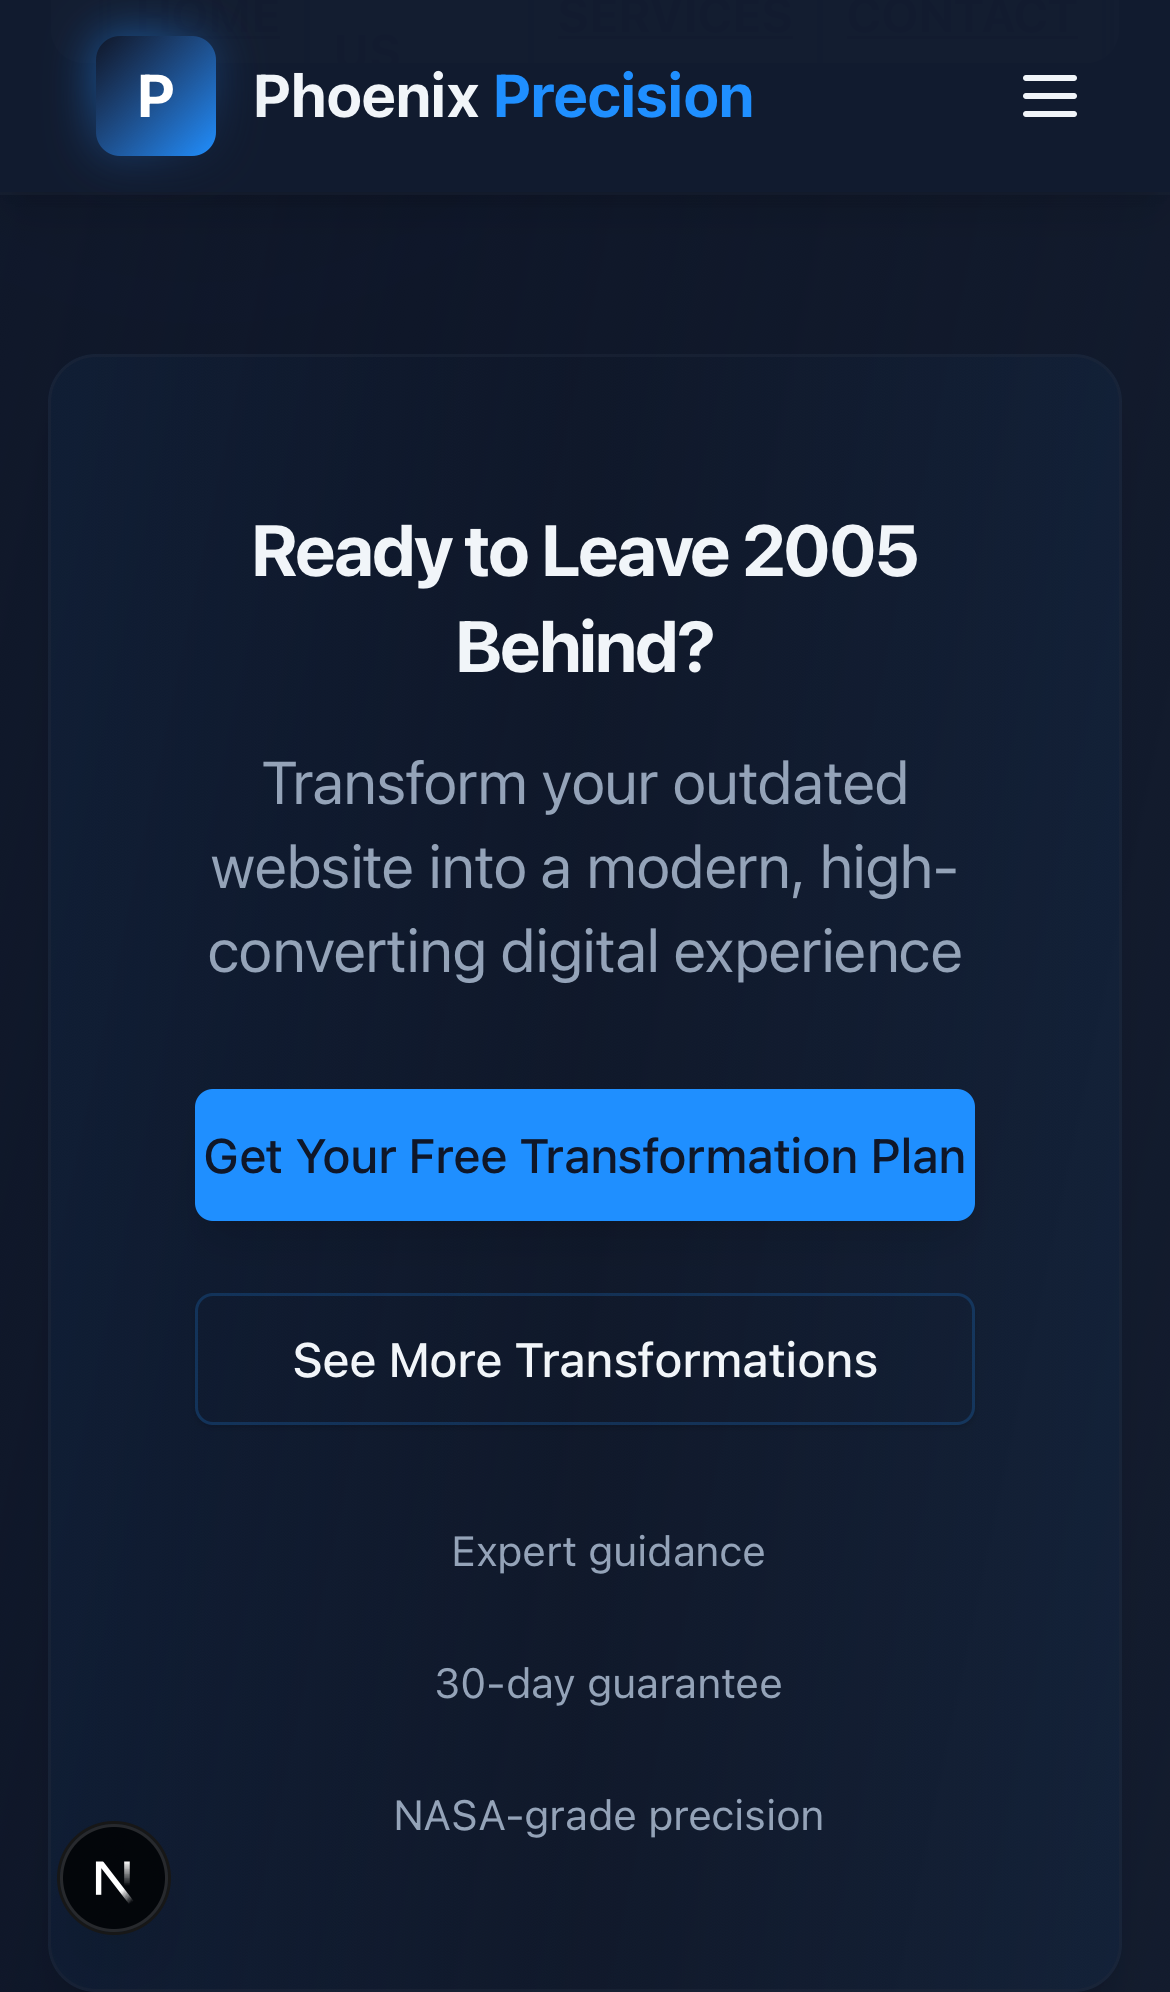 P
Phoenix Precision
Ready to Leave 2005
Behind?
Transform your outdated
website into a modern, high-
converting digital experience
Get Your Free Transformation Plan
See More Transformations
Expert guidance
30-day guarantee
NASA-grade precision
N